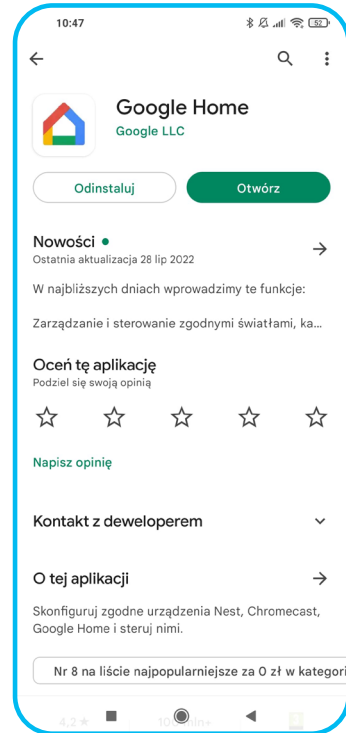 10:47
52
Google Home
Google LLC
Odinstaluj
Otwórz
Nowości
Ostatnia aktualizacja 28 lip 2022
W najbliższych dniach wprowadzimy te funkcje:
Zarządzanie i sterowanie zgodnymi światłami, ka...
Oceń tę aplikację
Podziel się swoją opinią
Napisz opinię
Kontakt z deweloperem
O tej aplikacji
Skonfiguruj zgodne urządzenia Nest, Chromecast,
Google Home i steruj nimi.
Nr 8 na liście najpopularniejsze za 0 zł w kategori
4,2★